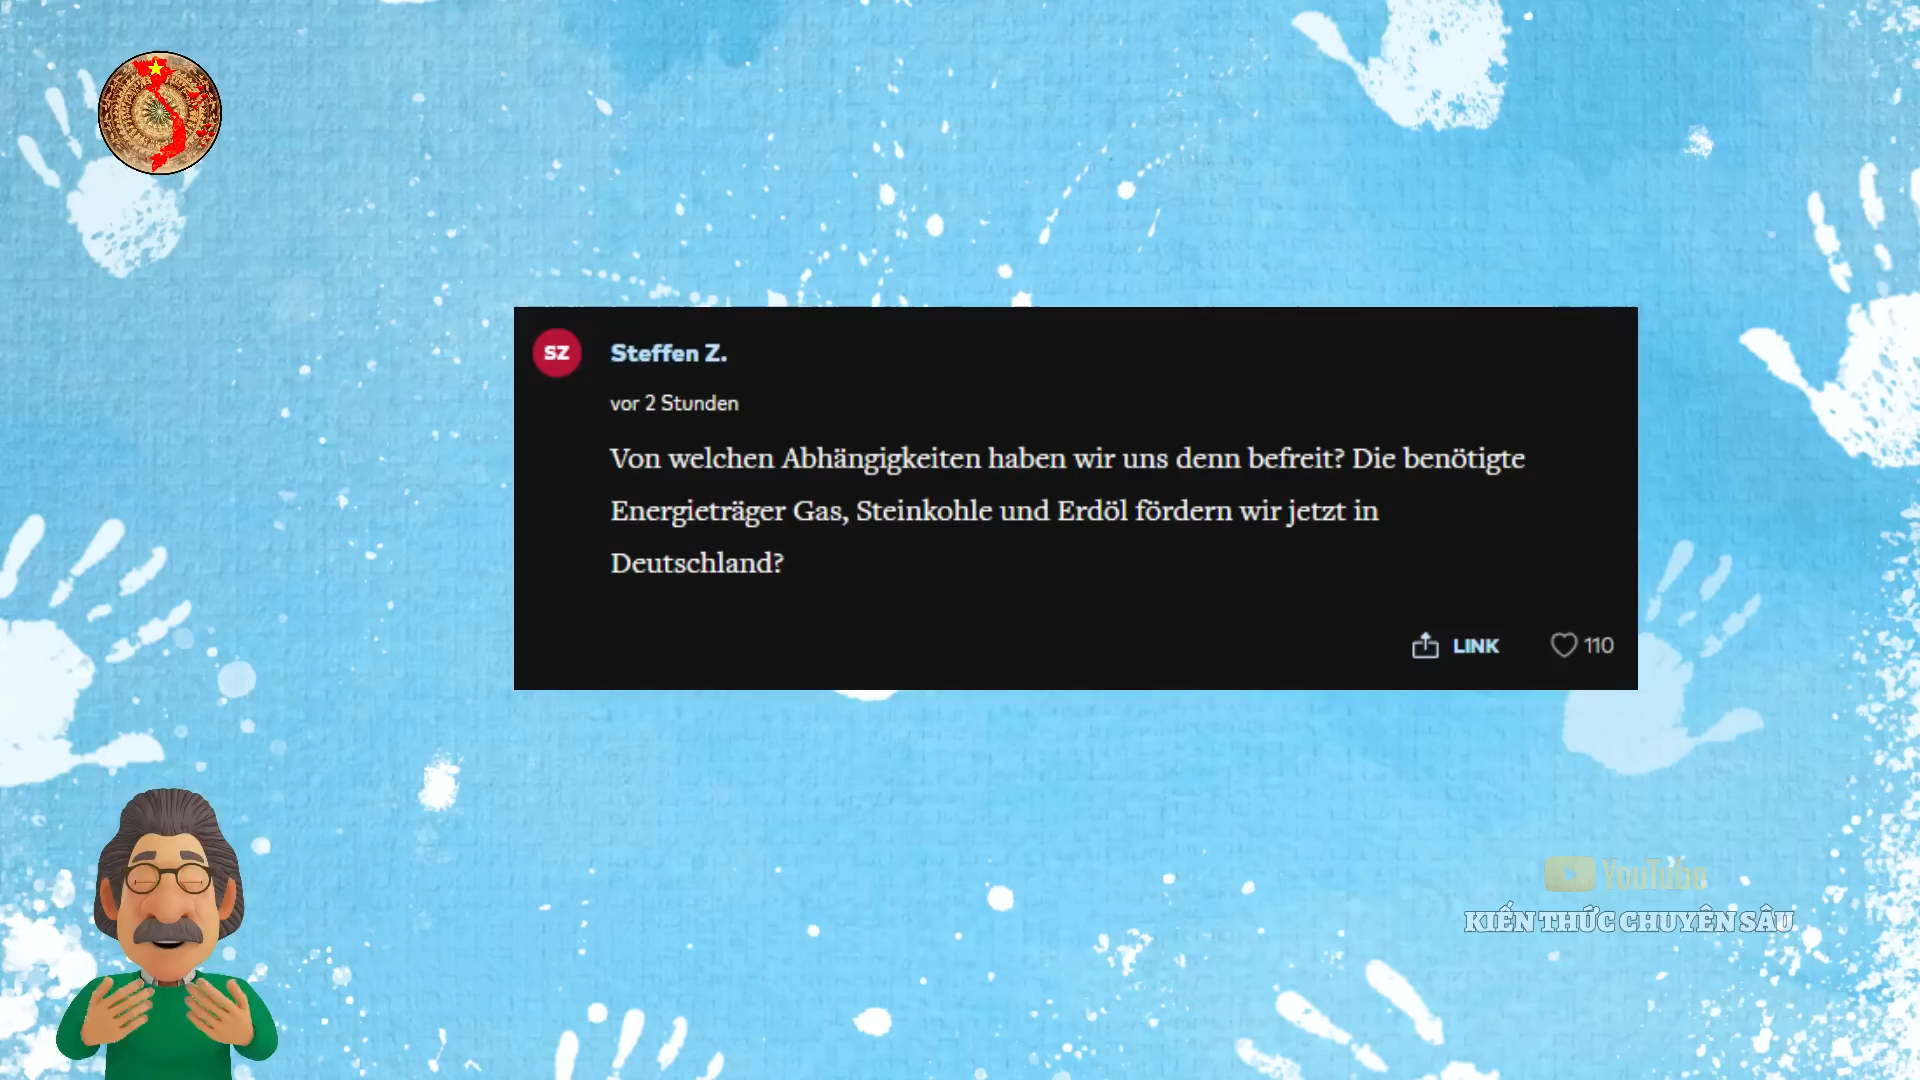 SZ
Steffen Z.
vor 2 Stunden
Von welchen Abhängigkeiten haben wir uns denn befreit? Die benötigte
Energieträger Gas, Steinkohle und Erdöl fördern wir jetzt in
Deutschland?
LINK
110
YouTube
KIẾN THỨC CHUYÊN SÂU